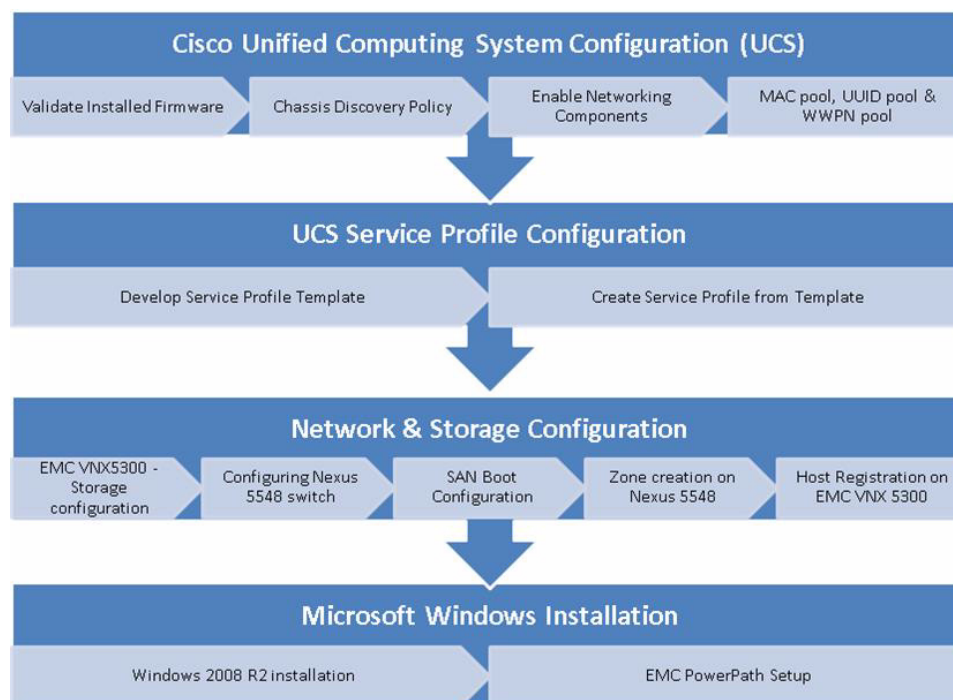 Cisco Unified Computing System Configuration (UCS)
Validate Installed Firmware
Chassis Discovery Policy
Enable Networking
Components
MAC pool, UUID pool &
WWPN pool
UCS Service Profile Configuration
Develop Service Profile Template
Create Service Profile from Template
Network & Storage Configuration
EMC VNX5300 -
Storage
configuration
Configuring Nexus
5548 switch
SAN Boot
Configuration
Zone creation on
Nexus 5548
Host Registration on
EMC VNX 5300
Microsoft Windows Installation
Windows 2008 R2 installation
EMC PowerPath Setup